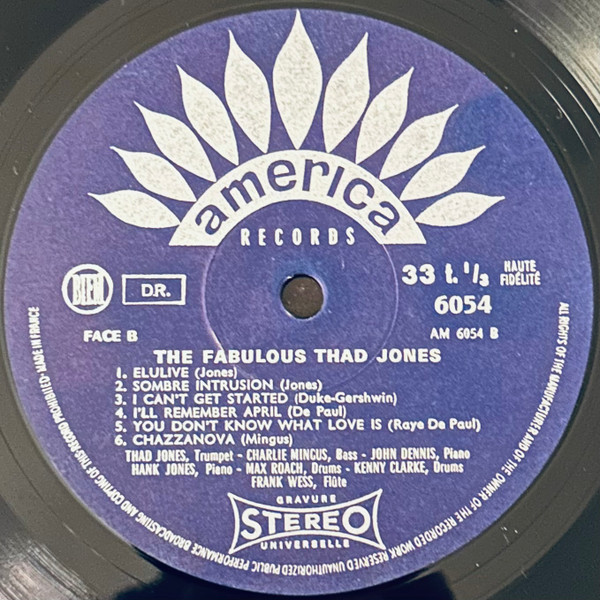 america
RECORDS
BIEM
D.R.
33 t. 1/3
HAUTE
FIDÉLITÉ
6054
FACE B
AM 6054 B
THE FABULOUS THAD JONES
1. ELULIVE (Jones)
2. SOMBRE INTRUSION (Jones)
3. I CAN'T GET STARTED (Duke-Gershwin)
4. I'LL REMEMBER APRIL (De Paul)
5. YOU DON'T KNOW WHAT LOVE IS (Raye De Paul)
6. CHAZZANOVA (Mingus)
THAD JONES, Trumpet - CHARLIE MINGUS, Bass - JOHN DENNIS, Piano
HANK JONES, Piano - MAX ROACH, Drums - KENNY CLARKE, Drums
FRANK WESS, Flûte
GRAVURE
STEREO
UNIVERSELLE
ALL RIGHTS OF THE MANUFACTURER AND OF THE OWNER OF THE RECORDED WORK RESERVED UNAUTHORIZED PUBLIC PERFORMANCE BROADCASTING AND COPYING OF THIS RECORD PROHIBITED · MADE IN FRANCE